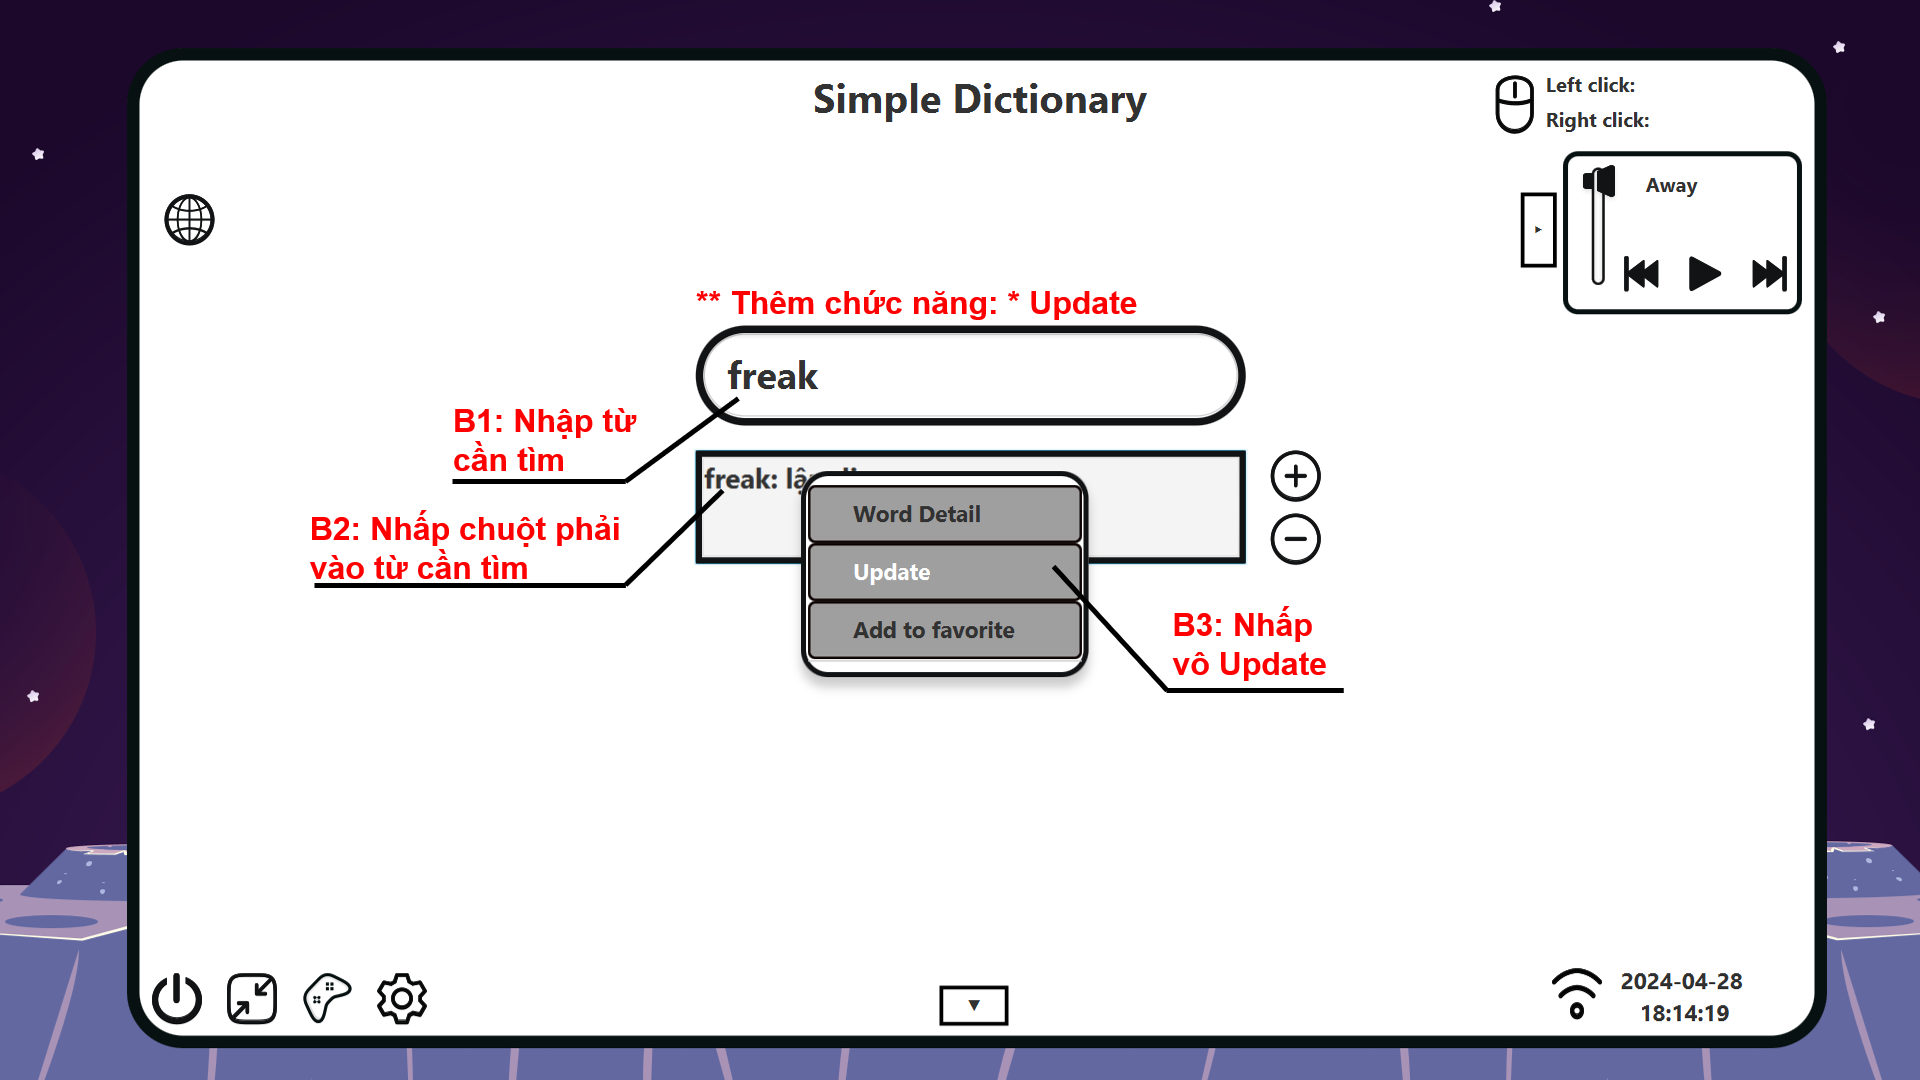 Simple Dictionary
Left click:
Right click:
Away
** Thêm chức năng: * Update
freak
B1: Nhập từ
cần tìm
freak:
B2: Nhấp chuột phải
vào từ cần tìm
Word Detail
Update
Add to favorite
B3: Nhấp
vô Update
2024-04-28
18:14:19